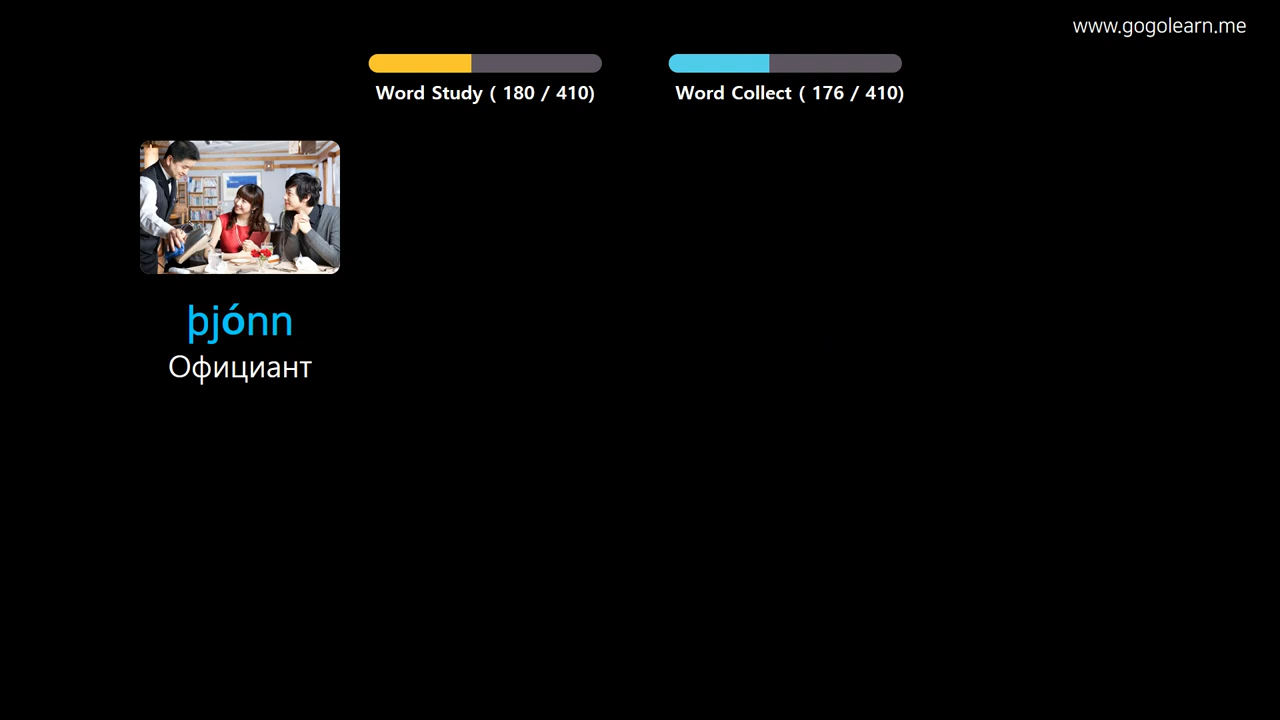 www.gogolearn.me
Word Study ( 180 / 410)
Word Collect ( 176 / 410)
þjónn
Официант